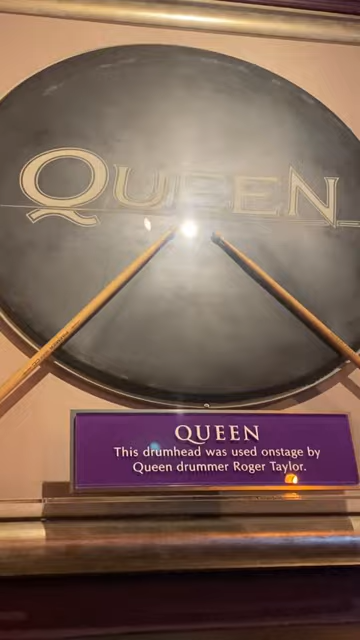 QUEEN
QUEEN
This drumhead was used onstage by
Queen drummer Roger Taylor.